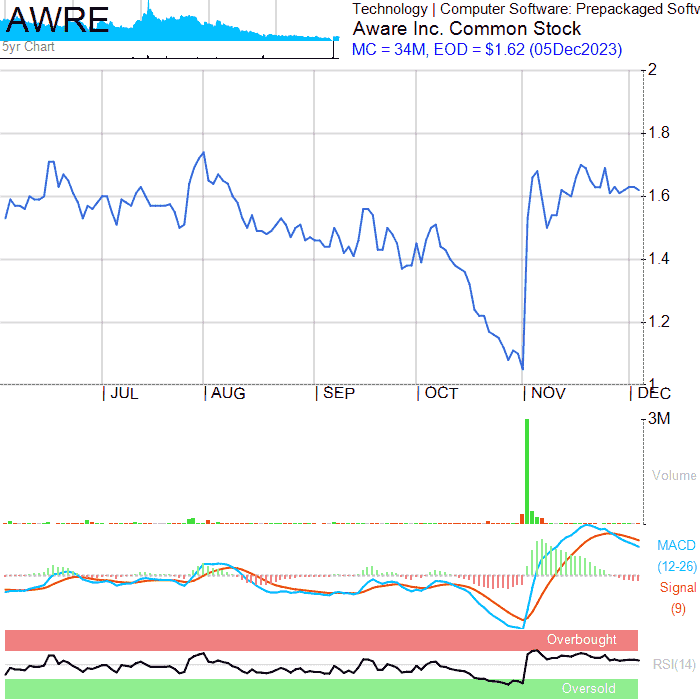 AWRE
5yr Chart
Technology | Computer Software: Prepackaged Softw
Aware Inc. Common Stock
MC = 34M, EOD = $1.62 (05Dec2023)
2
1.8
1.6
1.4
1.2
1
| JUL | AUG | SEP | OCT | NOV | DEC
3M
Volume
MACD
(12-26)
Signal
(9)
Overbought
RSI(14)
Oversold